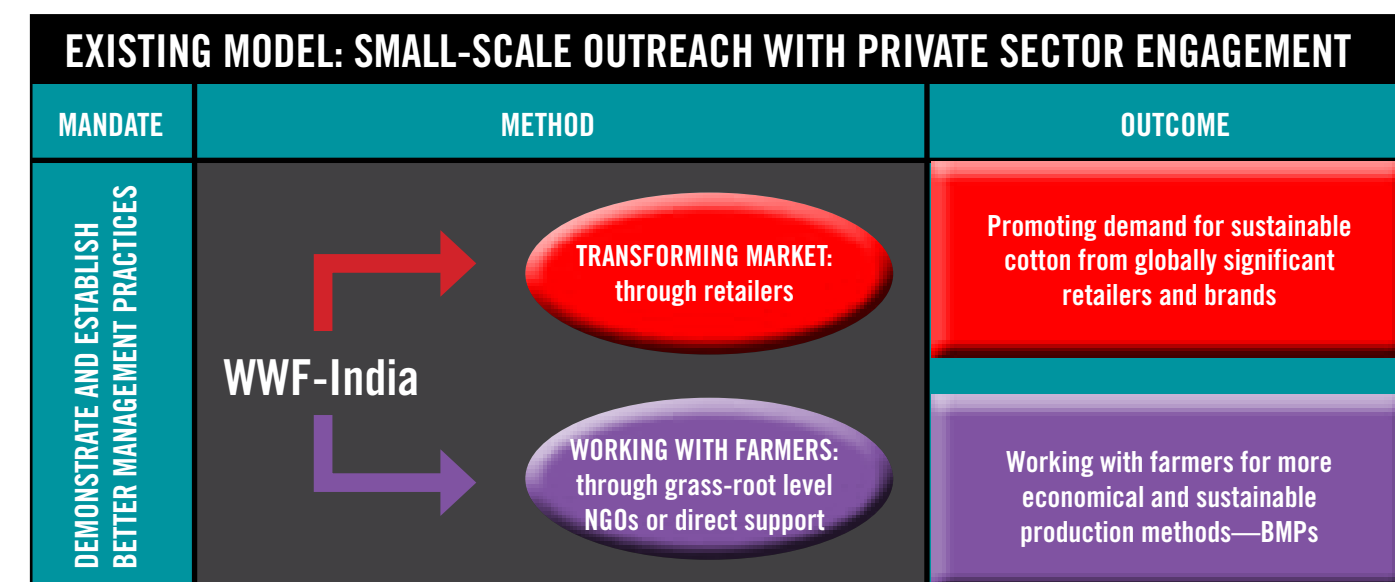 EXISTING MODEL: SMALL-SCALE OUTREACH WITH PRIVATE SECTOR ENGAGEMENT
MANDATE
METHOD
OUTCOME
DEMONSTRATE AND ESTABLISH
BETTER MANAGEMENT PRACTICES
WWF-India
TRANSFORMING MARKET:
through retailers
Promoting demand for sustainable
cotton from globally significant
retailers and brands
WORKING WITH FARMERS:
through grass-root level
NGOs or direct support
Working with farmers for more
economical and sustainable
production methods—BMPs